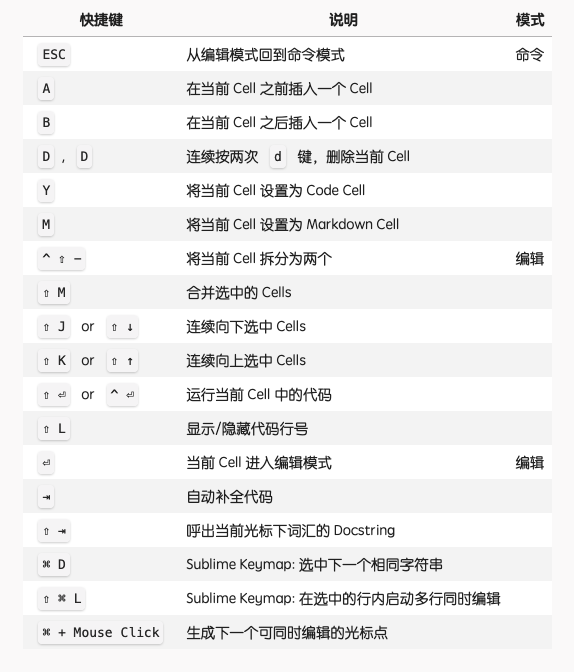 快捷键 说明 模式
ESC 从编辑模式回到命令模式 命令
A 在当前 Cell 之前插入一个 Cell
B 在当前 Cell 之后插入一个 Cell
D , D 连续按两次 d 键，删除当前 Cell
Y 将当前 Cell 设置为 Code Cell
M 将当前 Cell 设置为 Markdown Cell
^ ⇧ − 将当前 Cell 拆分为两个 编辑
⇧ M 合并选中的 Cells
⇧ J or ⇧ ↓ 连续向下选中 Cells
⇧ K or ⇧ ↑ 连续向上选中 Cells
⇧ ⏎ or ^ ⏎ 运行当前 Cell 中的代码
⇧ L 显示/隐藏代码行号
⏎ 当前 Cell 进入编辑模式 编辑
⇥ 自动补全代码
⇧ ⇥ 呼出当前光标下词汇的 Docstring
⌘ D Sublime Keymap: 选中下一个相同字符串
⇧ ⌘ L Sublime Keymap: 在选中的行内启动多行同时编辑
⌘ + Mouse Click 生成下一个可同时编辑的光标点